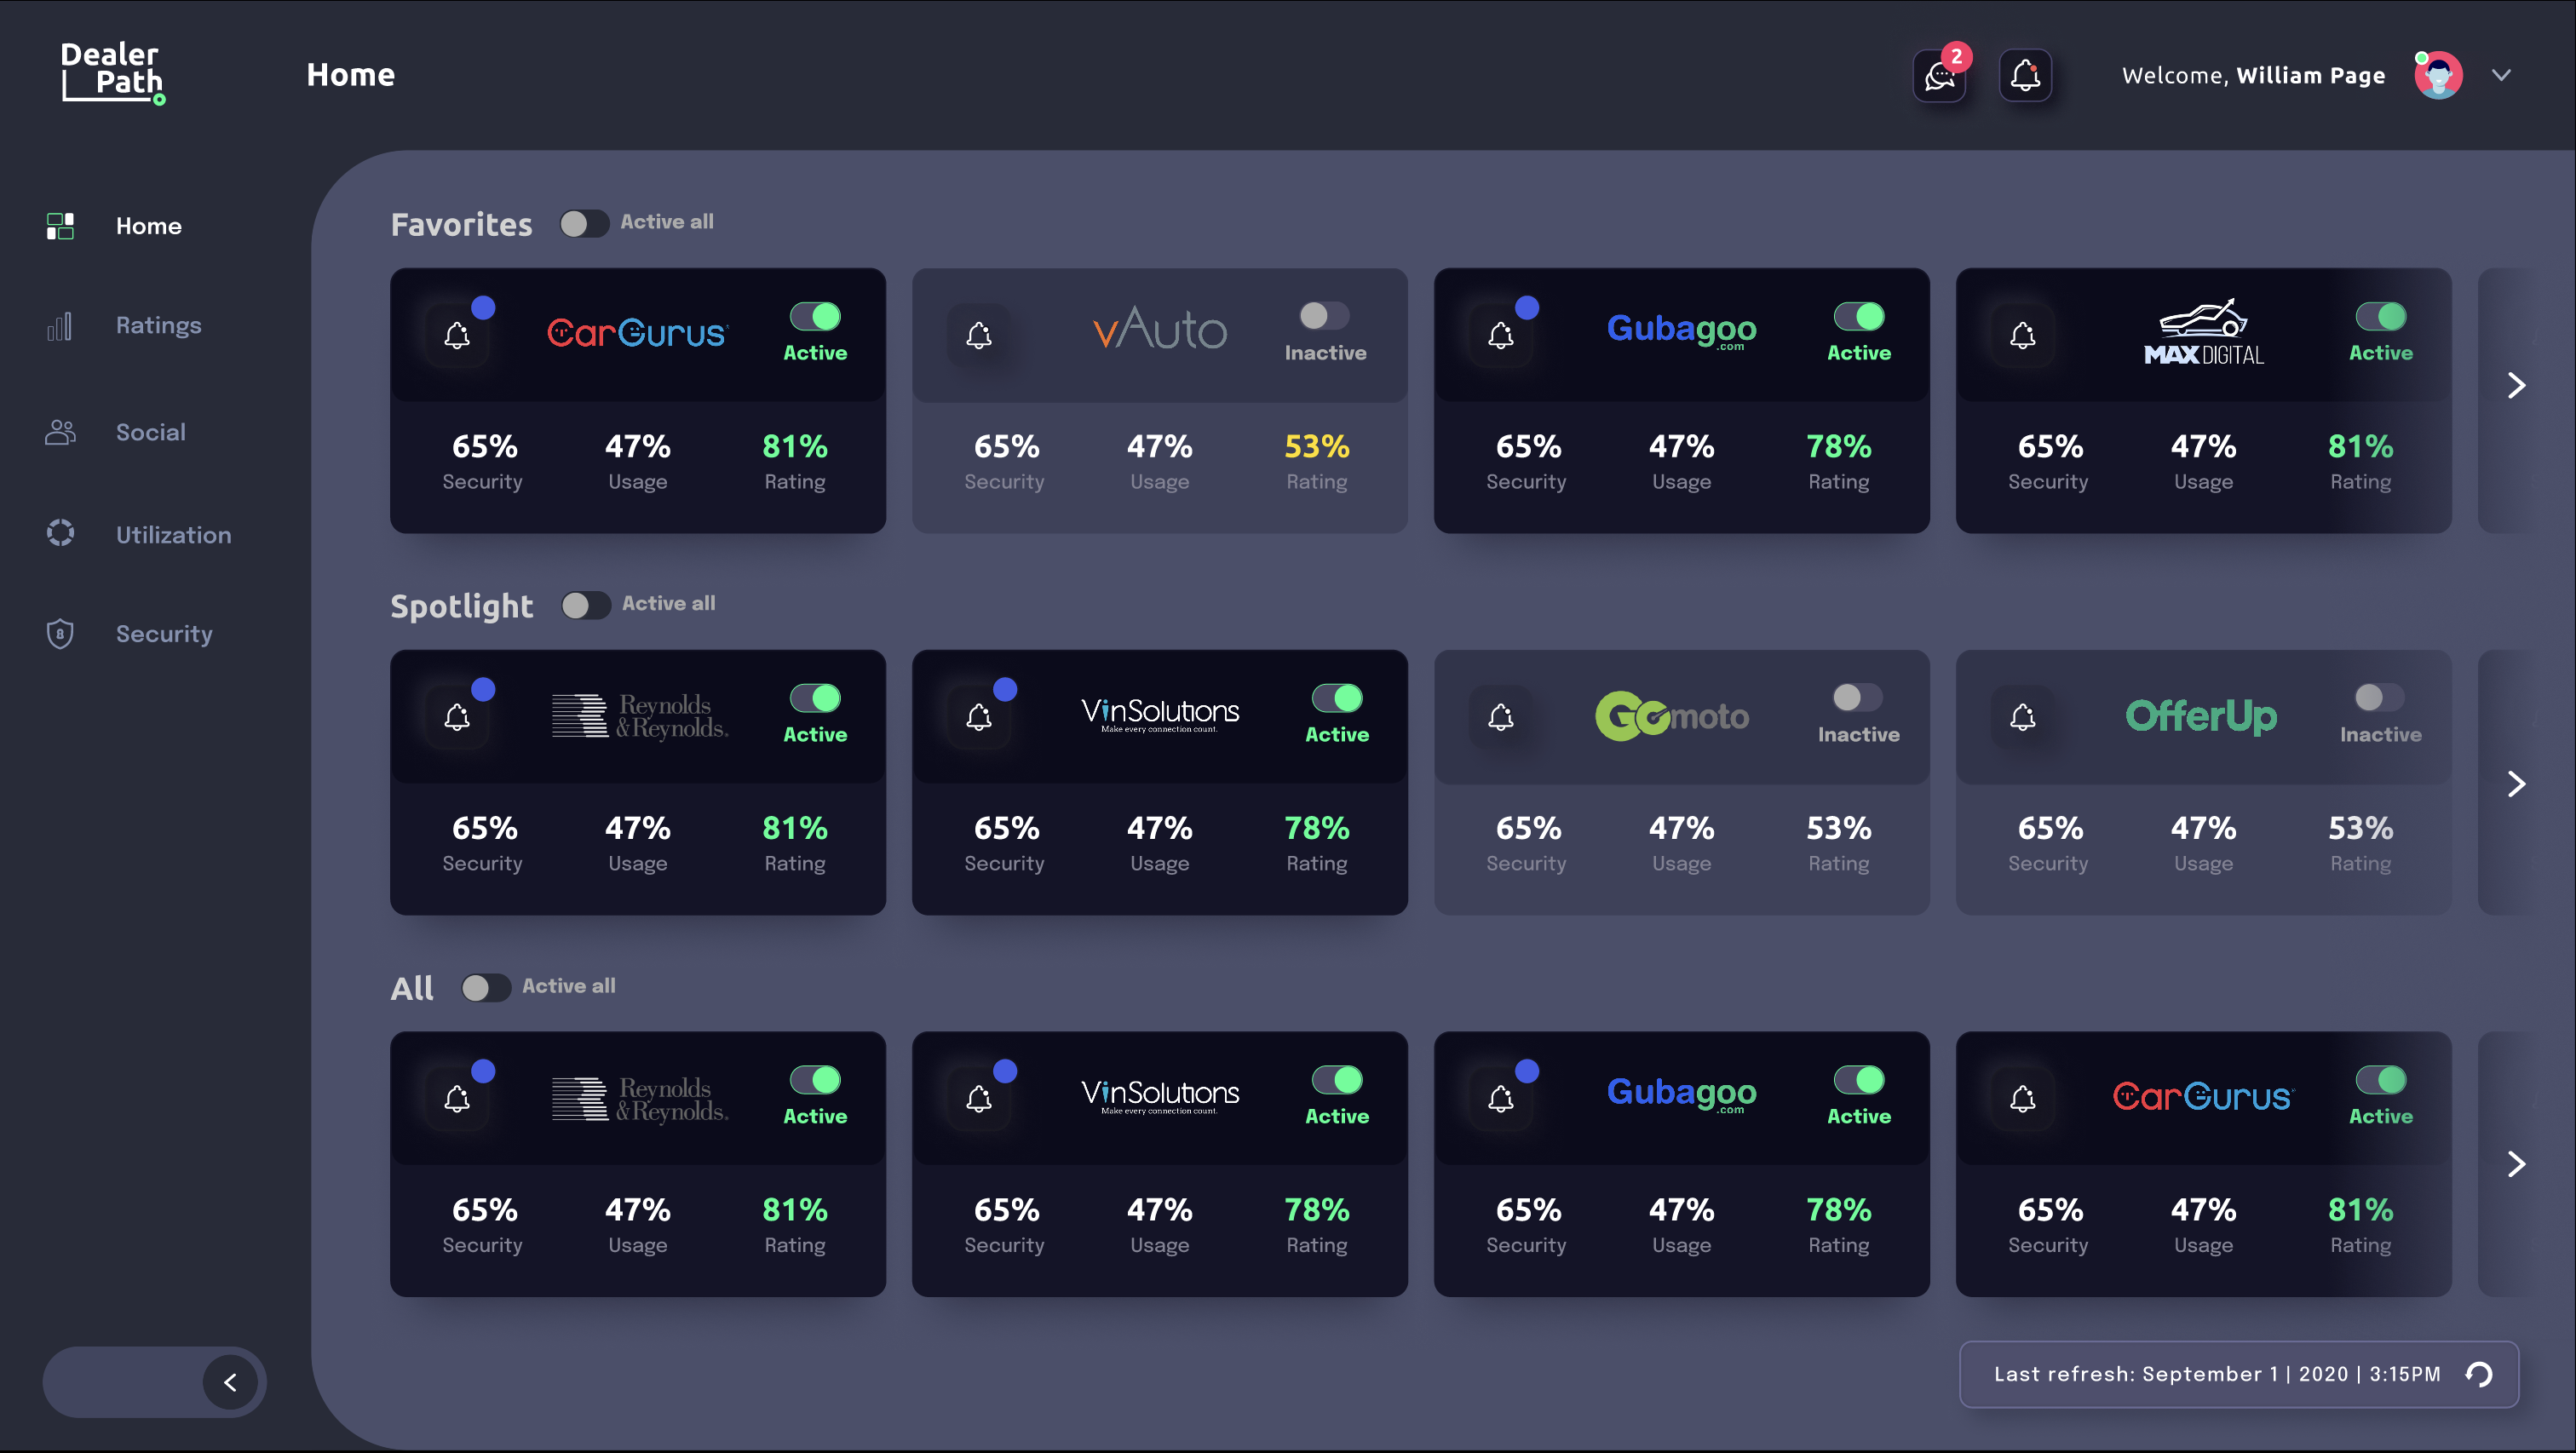 Dealer
Path
Home
2
Welcome, William Page
Home
Ratings
Social
Utilization
8
Security
Favorites
Active all
CarGurus
Active
65%
47%
81%
Security
Usage
Rating
vAuto
Inactive
65%
47%
53%
Security
Usage
Rating
Gubagoo
.com
Active
65%
47%
78%
Security
Usage
Rating
MAXDIGITAL
Active
65%
47%
81%
Security
Usage
Rating
Spotlight
Active all
Reynolds
&Reynolds.
Active
65%
47%
81%
Security
Usage
Rating
VinSolutions
Make every connection count.
Active
65%
47%
78%
Security
Usage
Rating
GOmoto
Inactive
65%
47%
53%
Security
Usage
Rating
OfferUp
Inactive
65%
47%
53%
Security
Usage
Rating
All
Active all
Reynolds
&Reynolds.
Active
65%
47%
81%
Security
Usage
Rating
VinSolutions
Make every connection count.
Active
65%
47%
78%
Security
Usage
Rating
Gubagoo
.com
Active
65%
47%
78%
Security
Usage
Rating
CarGurus
Active
65%
47%
81%
Security
Usage
Rating
Last refresh: September 1 | 2020 | 3:15PM